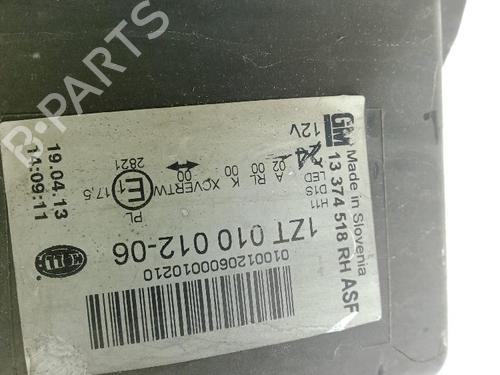 GM
Made in Slovenia
13 374 518 RH ASF
12V
H11
D1S
LED
A 02
RL 00
K
XCVERTW
00
00
E1
17.5
2821
PL
19.04.13
14:09:11
1ZT 010 012-06
01001206000010210
HELLA
B-PARTS